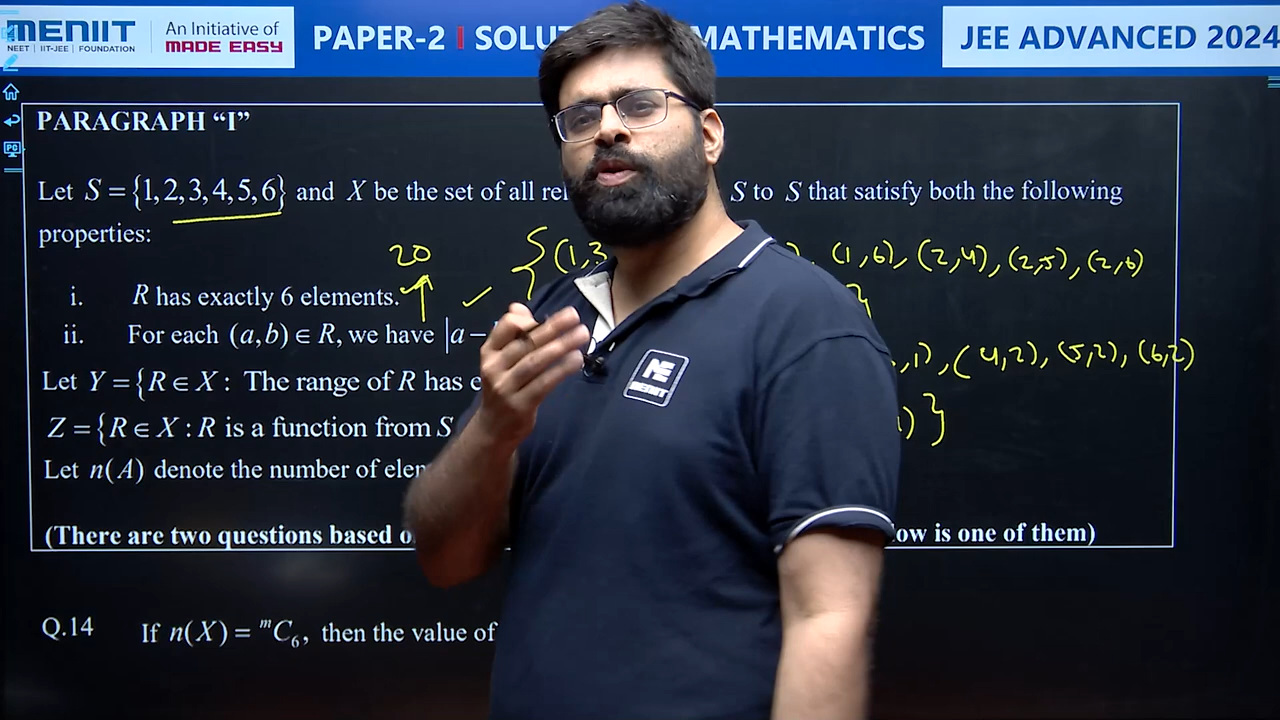 MENIIT An Initiative of
NEET | IIT-JEE | FOUNDATION MADE EASY
PAPER-2 I SOLUT MATHEMATICS
JEE ADVANCED 2024
PC
PARAGRAPH “I”
Let S = {1,2,3,4,5,6} and X be the set of all rel S to S that satisfy both the following
properties:
20 {(1,3 (1,6), (2,4), (2,5), (2,6)
i. R has exactly 6 elements. }
ii. For each (a,b) ∈ R, we have |a −
,1), (4,2), (5,2), (6,2)
Let Y = {R ∈ X : The range of R has e
Z = {R ∈ X : R is a function from S ) }
Let n(A) denote the number of elem
(There are two questions based o ow is one of them)
MENIIT
Q.14 If n(X) = ᵐC₆, then the value of